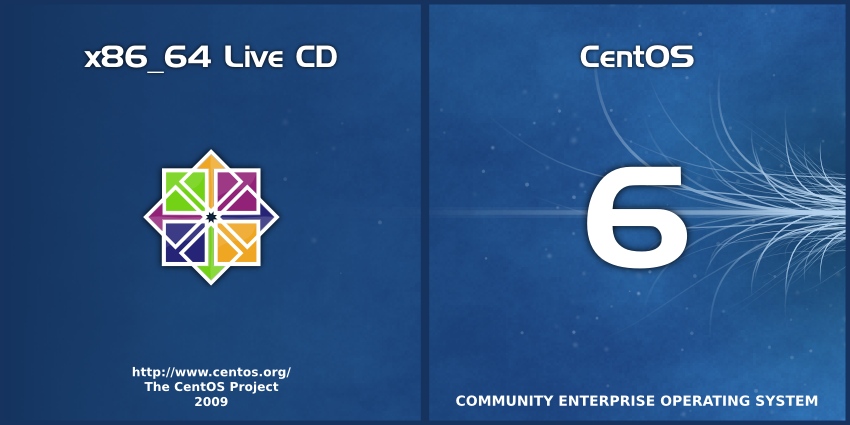 x86_64 Live CD
http://www.centos.org/
The CentOS Project
2009
CentOS
6
COMMUNITY ENTERPRISE OPERATING SYSTEM